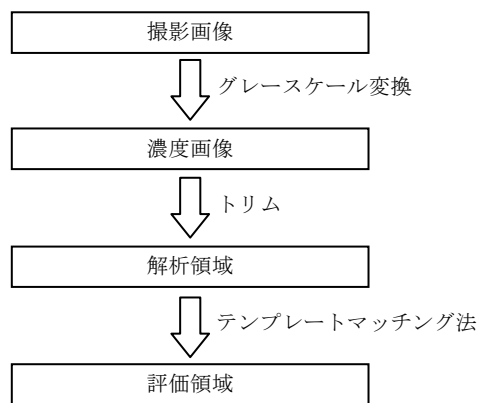 撮影画像
グレースケール変換
濃度画像
トリム
解析領域
テンプレートマッチング法
評価領域